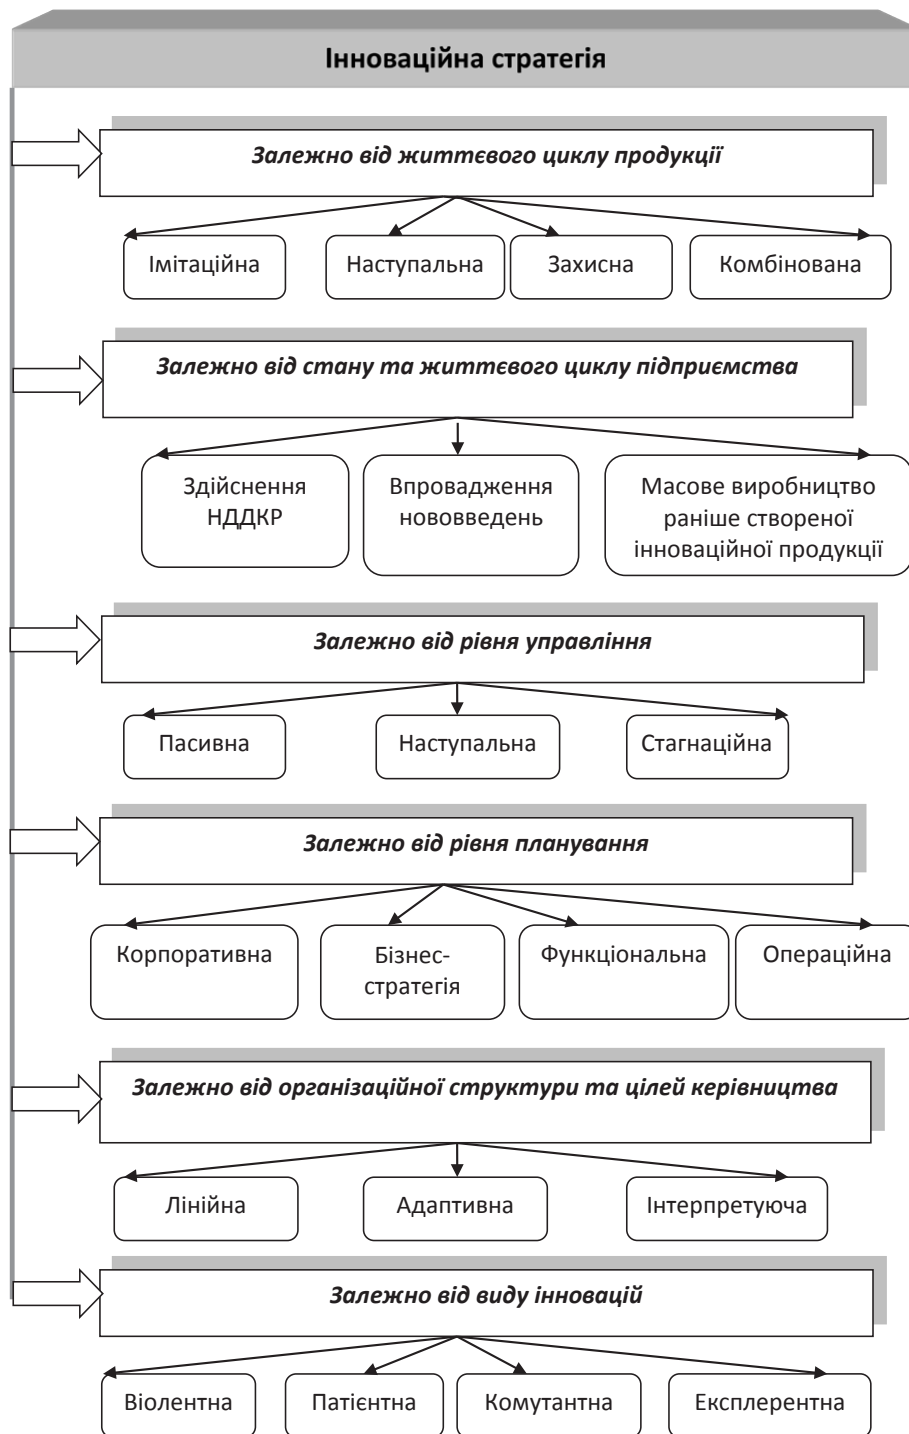 Інноваційна стратегія
Залежно від життєвого циклу продукції
Імітаційна
Наступальна
Захисна
Комбінована
Залежно від стану та життєвого циклу підприємства
Здійснення
НДДКР
Впровадження
нововведень
Масове виробництво
раніше створеної
інноваційної продукції
Залежно від рівня управління
Пасивна
Наступальна
Стагнаційна
Залежно від рівня планування
Корпоративна
Бізнес-
стратегія
Функціональна
Операційна
Залежно від організаційної структури та цілей керівництва
Лінійна
Адаптивна
Інтерпретуюча
Залежно від виду інновацій
Віолентна
Патієнтна
Комутантна
Експлерентна